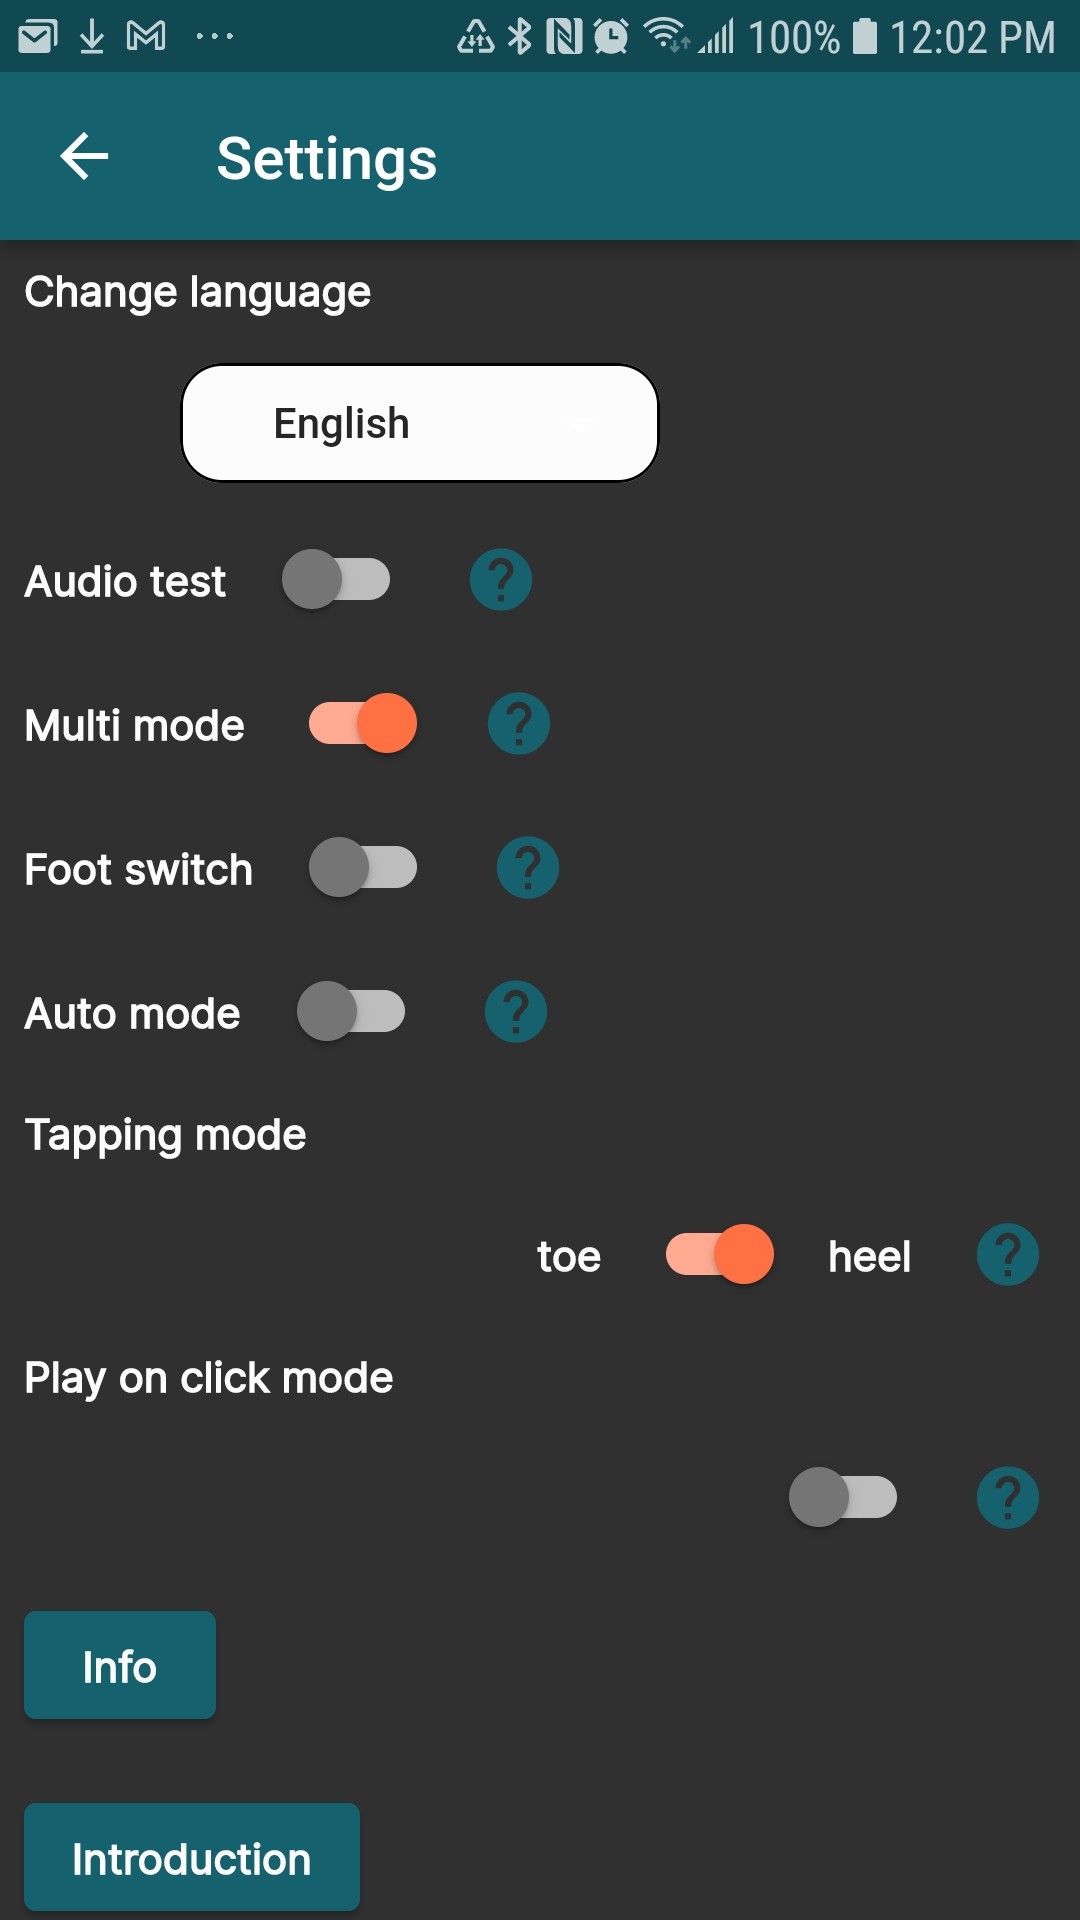 100% 12:02 PM
Settings
Change language
English
Audio test ?
Multi mode ?
Foot switch ?
Auto mode ?
Tapping mode
toe heel ?
Play on click mode
?
Info
Introduction